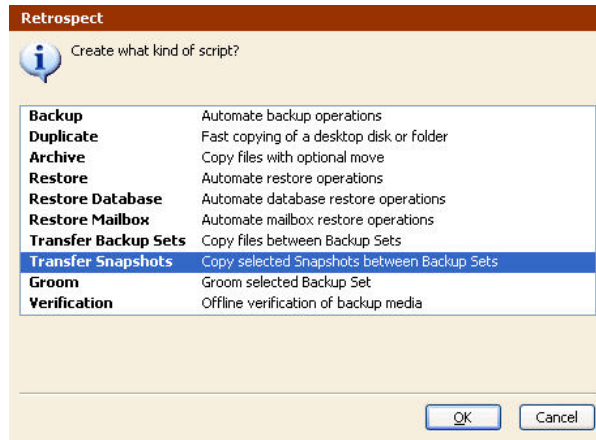 Retrospect
Create what kind of script?
Backup Automate backup operations
Duplicate Fast copying of a desktop disk or folder
Archive Copy files with optional move
Restore Automate restore operations
Restore Database Automate database restore operations
Restore Mailbox Automate mailbox restore operations
Transfer Backup Sets Copy files between Backup Sets
Transfer Snapshots Copy selected Snapshots between Backup Sets
Groom Groom selected Backup Set
Verification Offline verification of backup media
OK Cancel